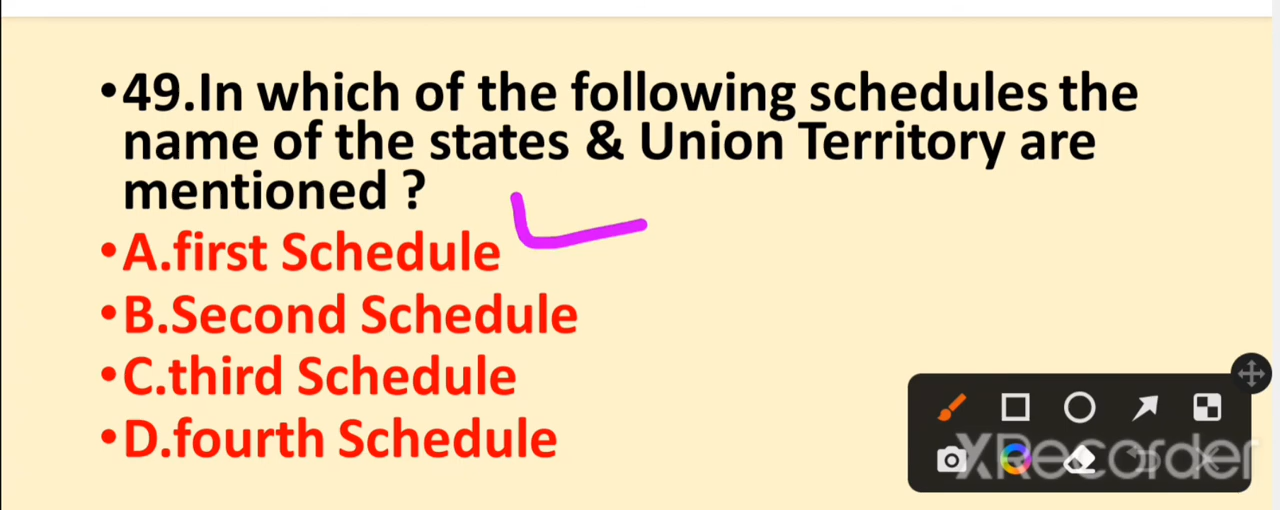 •49.In which of the following schedules the
name of the states & Union Territory are
mentioned ?
•A.first Schedule
•B.Second Schedule
•C.third Schedule
•D.fourth Schedule
XRecorder